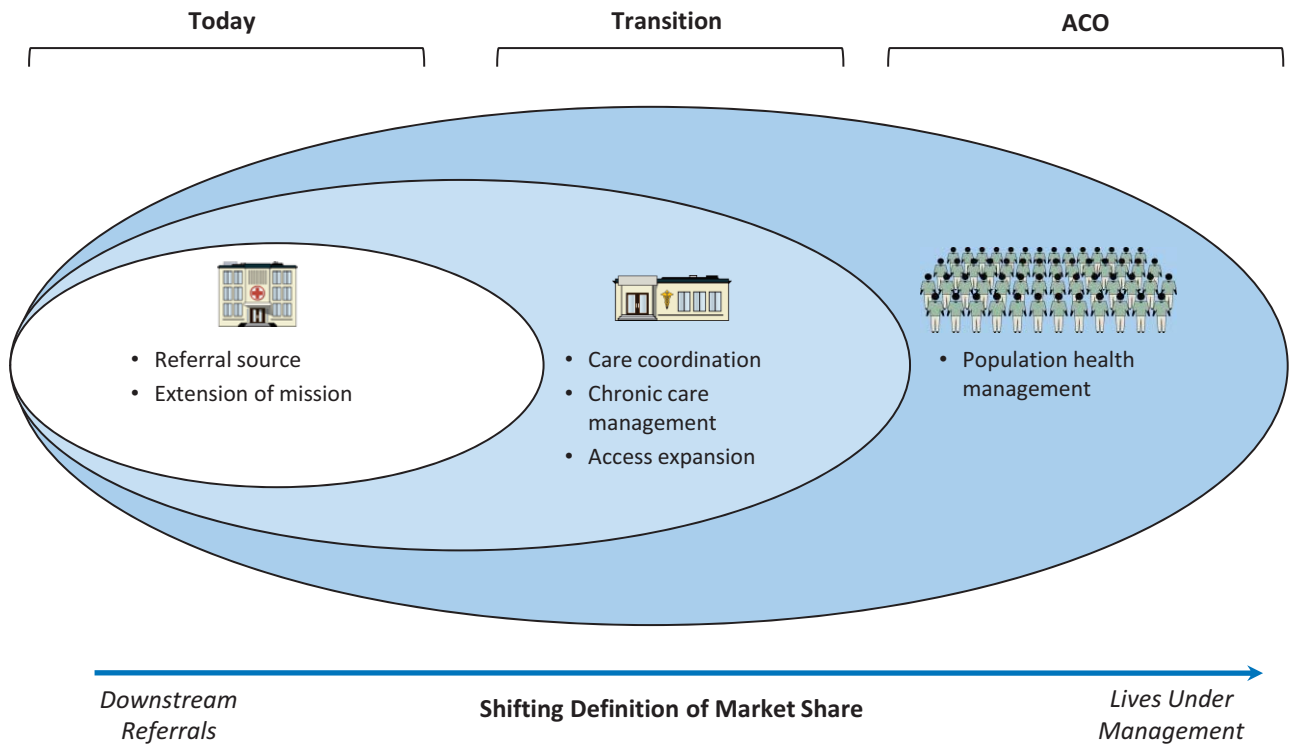 Today
Transition
ACO
• Referral source
• Extension of mission
• Care coordination
• Chronic care
management
• Access expansion
• Population health
management
Downstream
Referrals
Shifting Definition of Market Share
Lives Under
Management